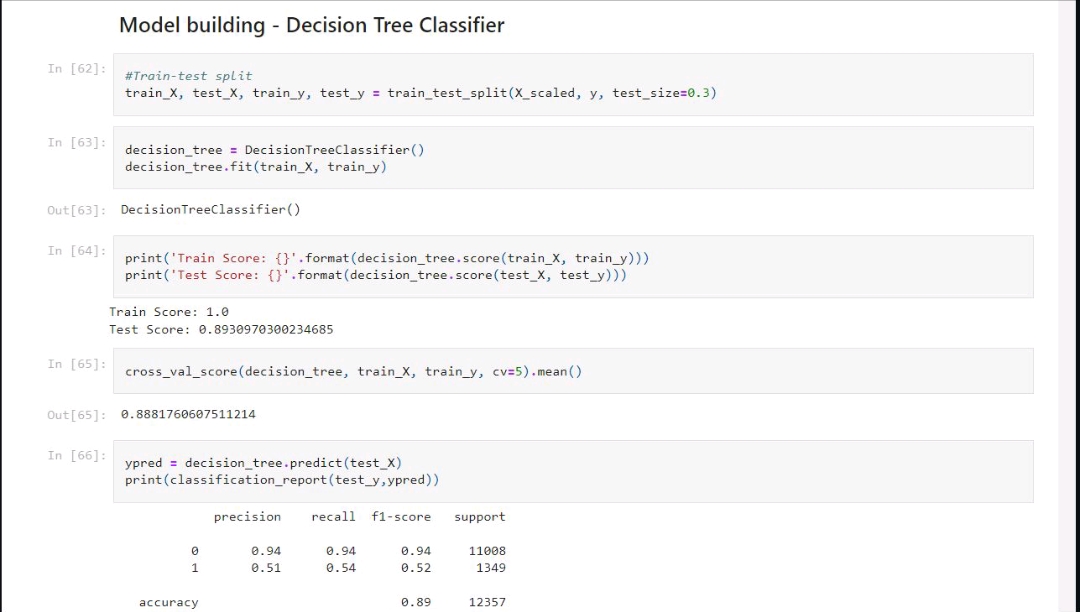 Model building - Decision Tree Classifier
In [62]:
#Train-test split
train_X, test_X, train_y, test_y = train_test_split(X_scaled, y, test_size=0.3)
In [63]:
decision_tree = DecisionTreeClassifier()
decision_tree.fit(train_X, train_y)
Out[63]: DecisionTreeClassifier()
In [64]:
print('Train Score: {}'.format(decision_tree.score(train_X, train_y)))
print('Test Score: {}'.format(decision_tree.score(test_X, test_y)))
Train Score: 1.0
Test Score: 0.8930970300234685
In [65]:
cross_val_score(decision_tree, train_X, train_y, cv=5).mean()
Out[65]: 0.8881760607511214
In [66]:
ypred = decision_tree.predict(test_X)
print(classification_report(test_y,ypred))
precision recall f1-score support
0 0.94 0.94 0.94 11008
1 0.51 0.54 0.52 1349
accuracy 0.89 12357